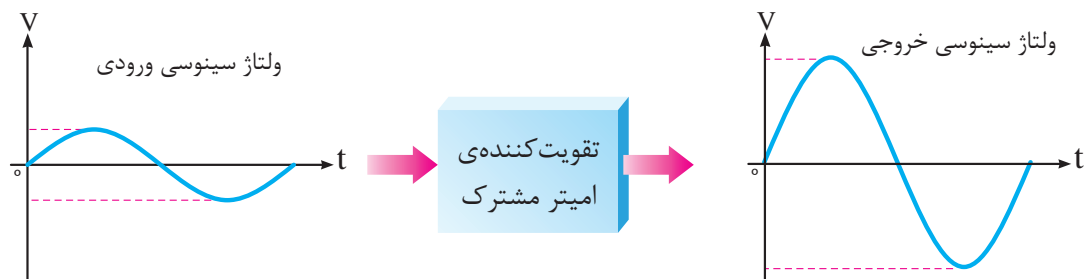 V
ولتاژ سینوسی ورودی
t
o
تقویت‌کننده‌ی
امیتر مشترک
V
ولتاژ سینوسی خروجی
t
o